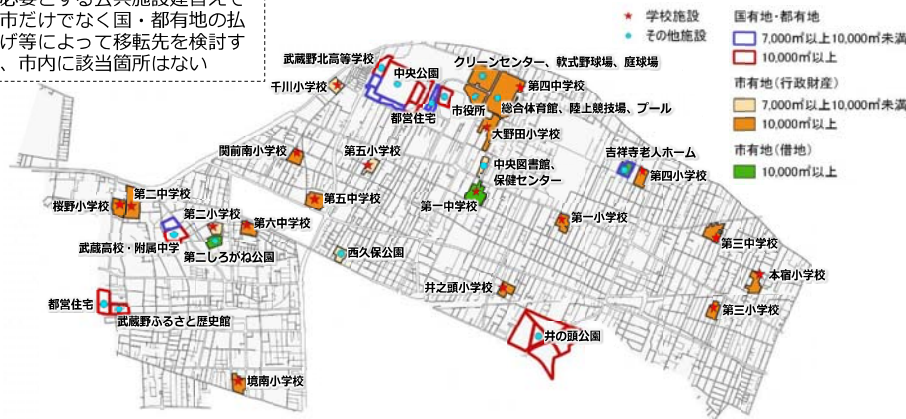 必要とする公共施設建替えで
市だけでなく国・都有地の払
げ等によって移転先を検討す
、市内に該当箇所はない
学校施設
その他施設
国有地・都有地
7,000㎡以上10,000㎡未満
10,000㎡以上
市有地(行政財産)
7,000㎡以上10,000㎡未満
10,000㎡以上
市有地(借地)
10,000㎡以上
武蔵野北高等学校
中央公園
クリーンセンター、軟式野球場、庭球場
千川小学校
第四中学校
都営住宅
市役所
総合体育館、陸上競技場、プール
大野田小学校
関前南小学校
第五小学校
中央図書館、
保健センター
吉祥寺老人ホーム
第四小学校
桜野小学校
第二中学校
第五中学校
第一中学校
第二小学校
第六中学校
第一小学校
武蔵高校・附属中学
第二しろがね公園
西久保公園
第三中学校
井之頭小学校
本宿小学校
都営住宅
武蔵野ふるさと歴史館
第三小学校
井の頭公園
境南小学校